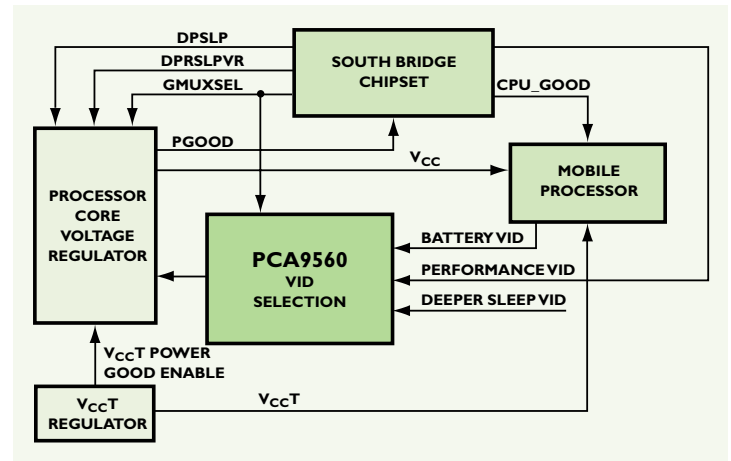 DPSLP
DPRSLPVR
GMUXSEL
SOUTH BRIDGE
CHIPSET
CPU_GOOD
PGOOD
VCC
MOBILE
PROCESSOR
PROCESSOR
CORE
VOLTAGE
REGULATOR
PCA9560
VID
SELECTION
BATTERY VID
PERFORMANCE VID
DEEPER SLEEP VID
VCCT POWER
GOOD ENABLE
VCCT
REGULATOR
VCCT